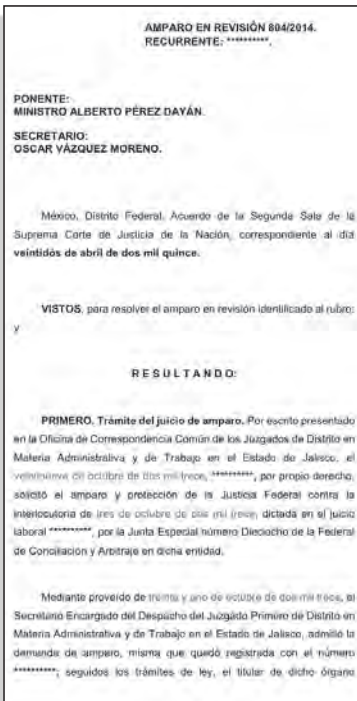 AMPARO EN REVISIÓN 804/2014.
RECURRENTE: **********.
PONENTE:
MINISTRO ALBERTO PÉREZ DAYÁN.
SECRETARIO:
OSCAR VÁZQUEZ MORENO.
México, Distrito Federal. Acuerdo de la Segunda Sala de la
Suprema Corte de Justicia de la Nación, correspondiente al día
veintidós de abril de dos mil quince.
VISTOS, para resolver el amparo en revisión identificado al rubro;
y
R E S U L T A N D O:
PRIMERO. Trámite del juicio de amparo. Por escrito presentado
en la Oficina de Correspondencia Común de los Juzgados de Distrito en
Materia Administrativa y de Trabajo en el Estado de Jalisco, el
veintinueve de octubre de dos mil trece, **********, por propio derecho,
solicitó el amparo y protección de la Justicia Federal contra la
interlocutoria de tres de octubre de dos mil trece, dictada en el juicio
laboral **********, por la Junta Especial número Dieciocho de la Federal
de Conciliación y Arbitraje en dicha entidad.
Mediante proveído de treinta y uno de octubre de dos mil trece, el
Secretario Encargado del Despacho del Juzgado Primero de Distrito en
Materia Administrativa y de Trabajo en el Estado de Jalisco, admitió la
demanda de amparo, misma que quedó registrada con el número
**********; seguidos los trámites de ley, el titular de dicho órgano